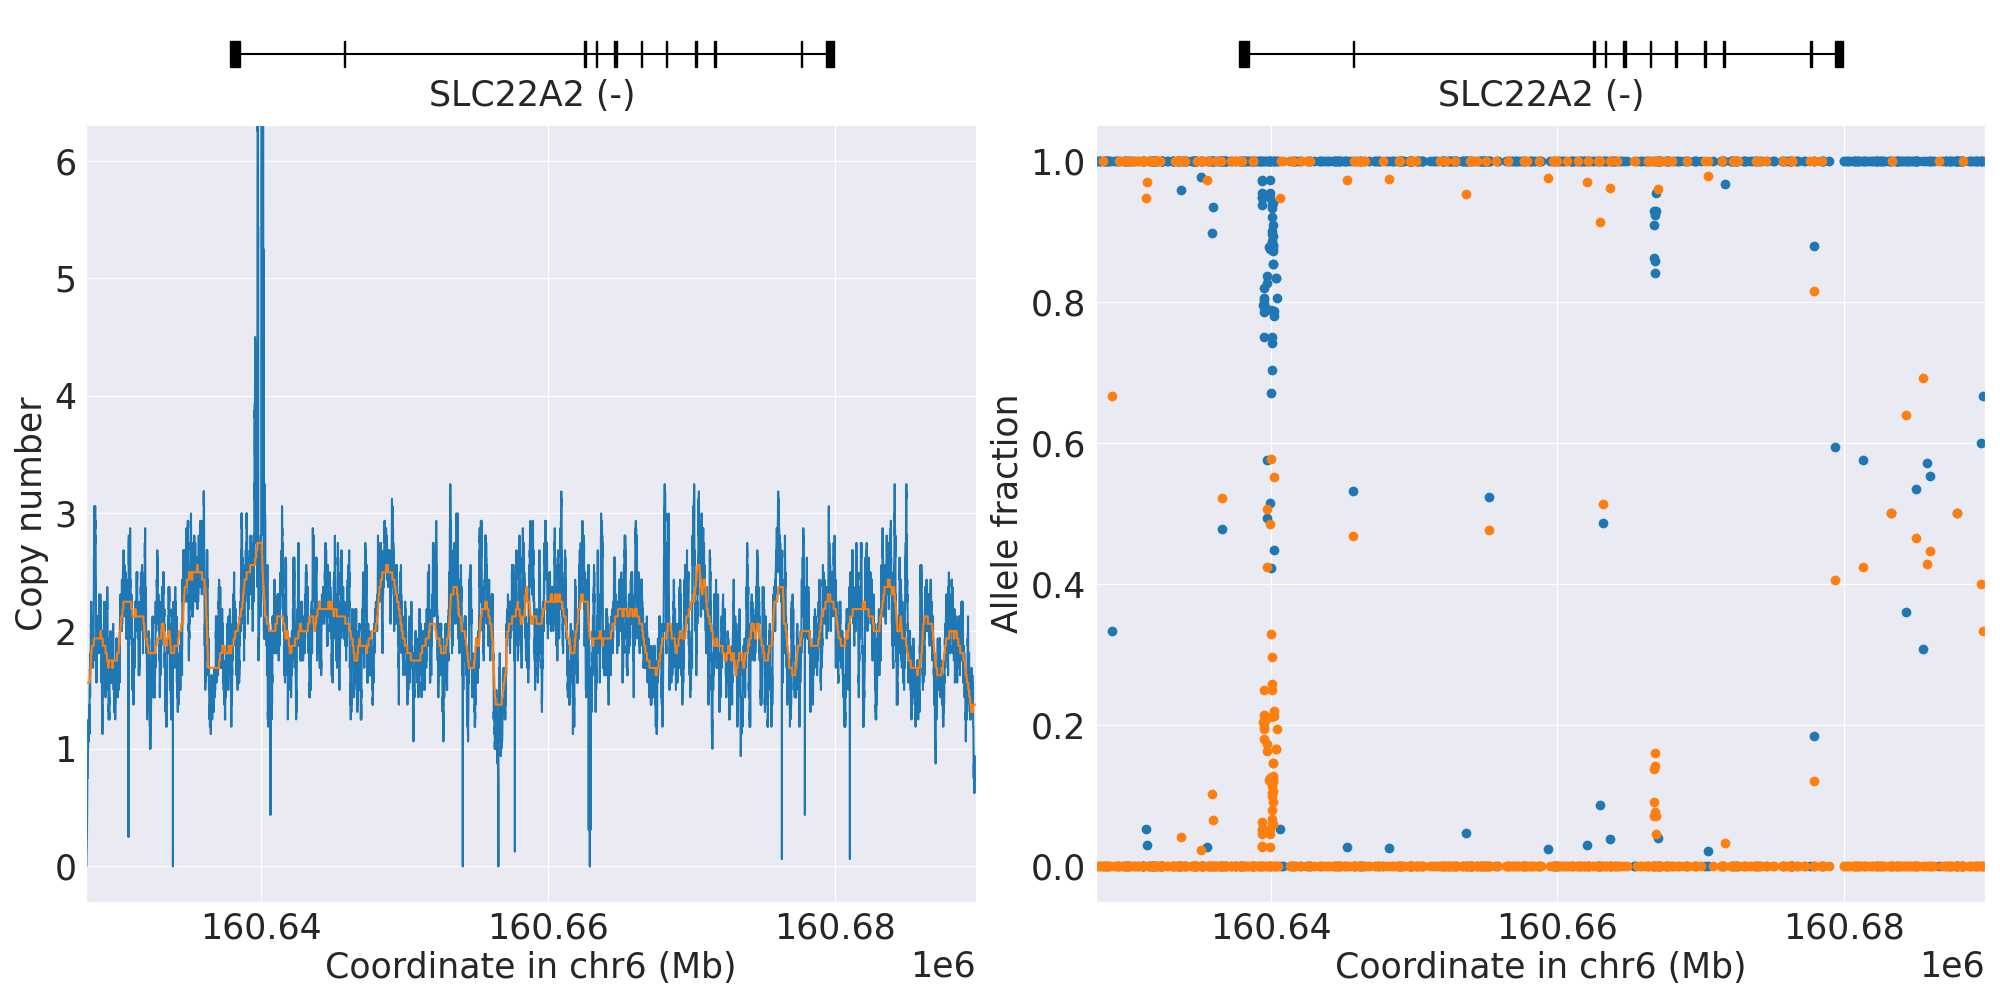 SLC22A2 (-)
Copy number
6
5
4
3
2
1
0
160.64
160.66
160.68
Coordinate in chr6 (Mb)
1e6
SLC22A2 (-)
Allele fraction
1.0
0.8
0.6
0.4
0.2
0.0
160.64
160.66
160.68
Coordinate in chr6 (Mb)
1e6